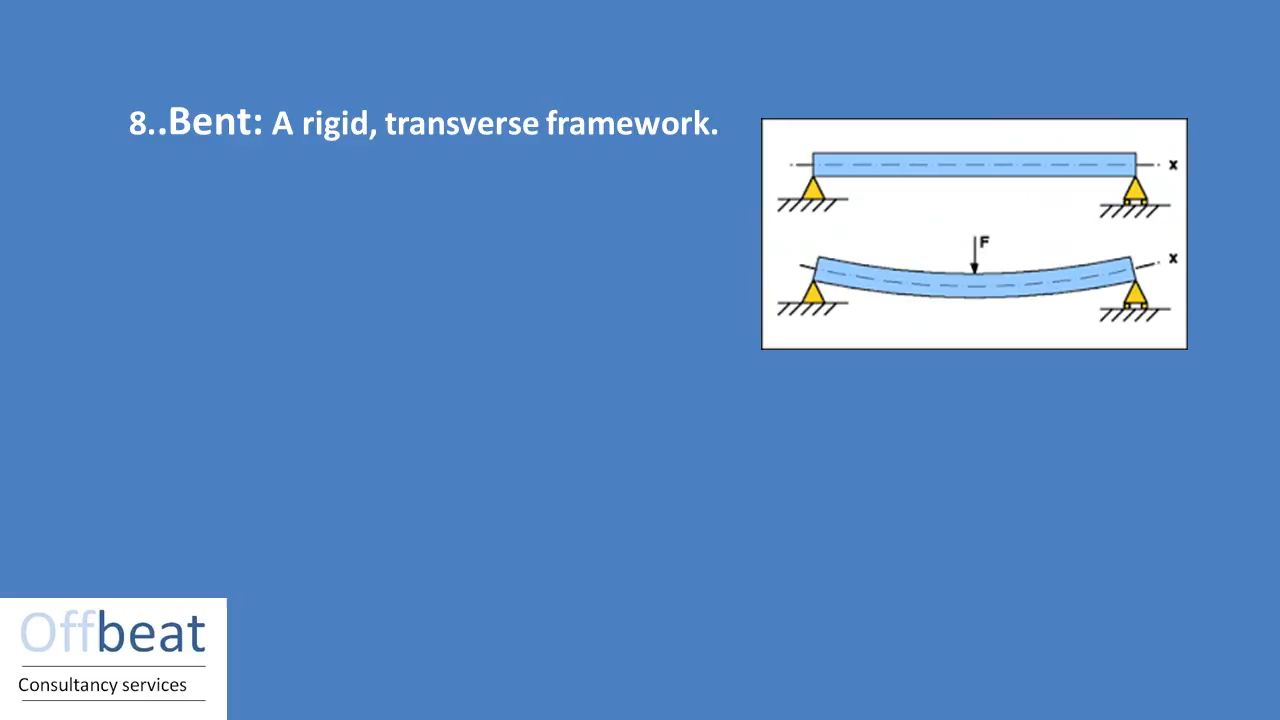 8..Bent: A rigid, transverse framework.
x
F
x
Offbeat
Consultancy services